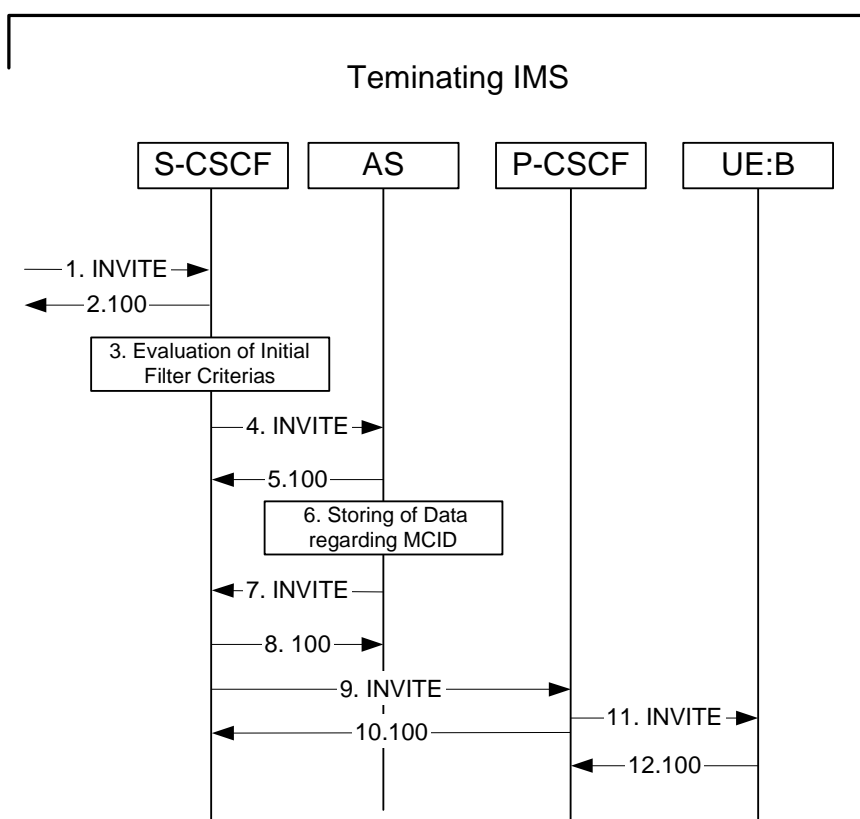 Teminating IMS
S-CSCF
AS
P-CSCF
UE:B
1. INVITE
2.100
3. Evaluation of Initial
Filter Criterias
4. INVITE
5.100
6. Storing of Data
regarding MCID
7. INVITE
8. 100
9. INVITE
11. INVITE
10.100
12.100